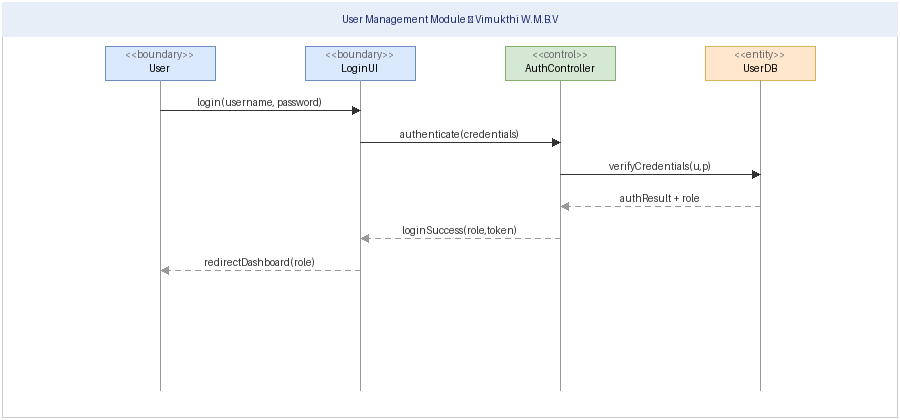 User Management Module ▯ Vimukthi W.M.B.V
<<boundary>>
User
<<boundary>>
LoginUI
<<control>>
AuthController
<<entity>>
UserDB
login(username, password)
authenticate(credentials)
verifyCredentials(u,p)
authResult + role
loginSuccess(role,token)
redirectDashboard(role)